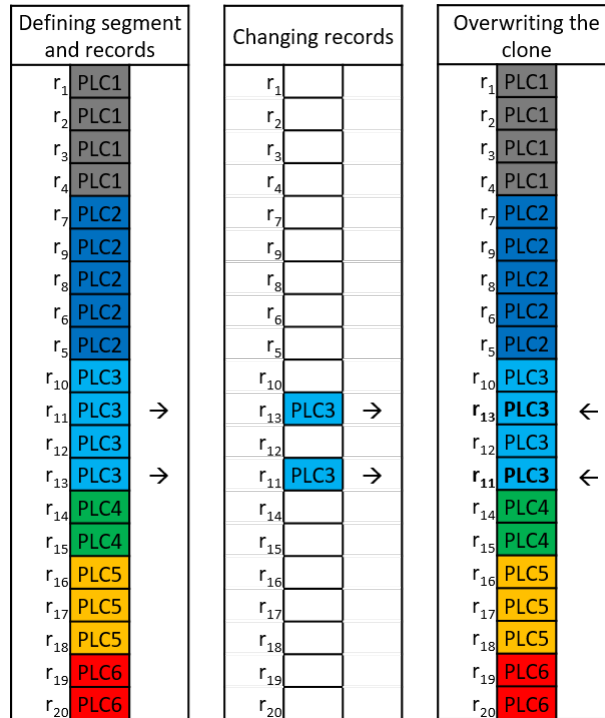 Defining segment
and records
r1 PLC1
r2 PLC1
r3 PLC1
r4 PLC1
r7 PLC2
r9 PLC2
r8 PLC2
r6 PLC2
r5 PLC2
r10 PLC3
r11 PLC3 →
r12 PLC3
r13 PLC3 →
r14 PLC4
r15 PLC4
r16 PLC5
r17 PLC5
r18 PLC5
r19 PLC6
r20 PLC6
Changing records
r1
r2
r3
r4
r7
r9
r8
r6
r5
r10
r13 PLC3 →
r12
r11 PLC3 →
r14
r15
r16
r17
r18
r19
r20
Overwriting the
clone
r1 PLC1
r2 PLC1
r3 PLC1
r4 PLC1
r7 PLC2
r9 PLC2
r8 PLC2
r6 PLC2
r5 PLC2
r10 PLC3
r13 PLC3 ←
r12 PLC3
r11 PLC3 ←
r14 PLC4
r15 PLC4
r16 PLC5
r17 PLC5
r18 PLC5
r19 PLC6
r20 PLC6